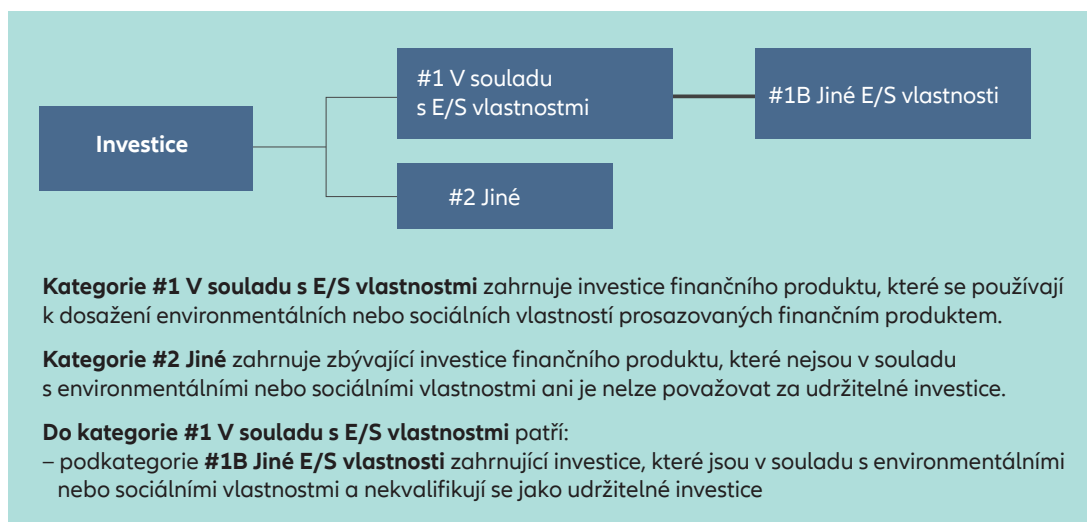 #1 V souladu
s E/S vlastnostmi
#1B Jiné E/S vlastnosti
Investice
#2 Jiné
Kategorie #1 V souladu s E/S vlastnostmi zahrnuje investice finančního produktu, které se používají
k dosažení environmentálních nebo sociálních vlastností prosazovaných finančním produktem.
Kategorie #2 Jiné zahrnuje zbývající investice finančního produktu, které nejsou v souladu
s environmentálními nebo sociálními vlastnostmi ani je nelze považovat za udržitelné investice.
Do kategorie #1 V souladu s E/S vlastnostmi patří:
– podkategorie #1B Jiné E/S vlastnosti zahrnující investice, které jsou v souladu s environmentálními
nebo sociálními vlastnostmi a nekvalifikují se jako udržitelné investice